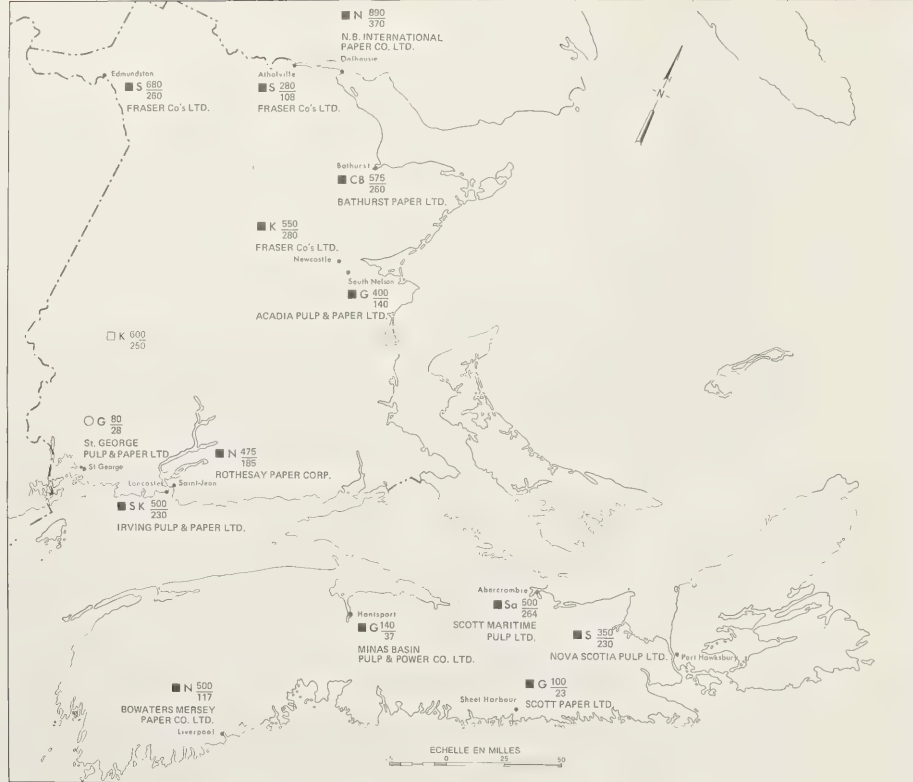 ■ N 890
370
N.B. INTERNATIONAL
PAPER CO. LTD.
Dalhousie
Edmundston
■ S 680
260
FRASER Co's LTD.
Atholville
■ S 280
108
FRASER Co's LTD.
N
Bathurst
■ CB 575
260
BATHURST PAPER LTD.
■ K 550
280
FRASER Co's LTD.
Newcastle
South Nelson
■ G 400
140
ACADIA PULP & PAPER LTD.
□ K 600
250
○ G 80
28
St. GEORGE
PULP & PAPER LTD
St George
■ N 475
185
ROTHESAY PAPER CORP.
Lancaster
Saint-Jean
■ SK 500
230
IRVING PULP & PAPER LTD.
Hantsport
■ G 140
37
MINAS BASIN
PULP & POWER CO. LTD.
Abercrombie
■ Sa 500
264
SCOTT MARITIME
PULP LTD.
■ S 350
230
NOVA SCOTIA PULP LTD.
Port Hawksbury
■ N 500
117
BOWATERS MERSEY
PAPER CO. LTD.
Liverpool
■ G 100
23
Sheet Harbour
SCOTT PAPER LTD.
ECHELLE EN MILLES
0 25 50